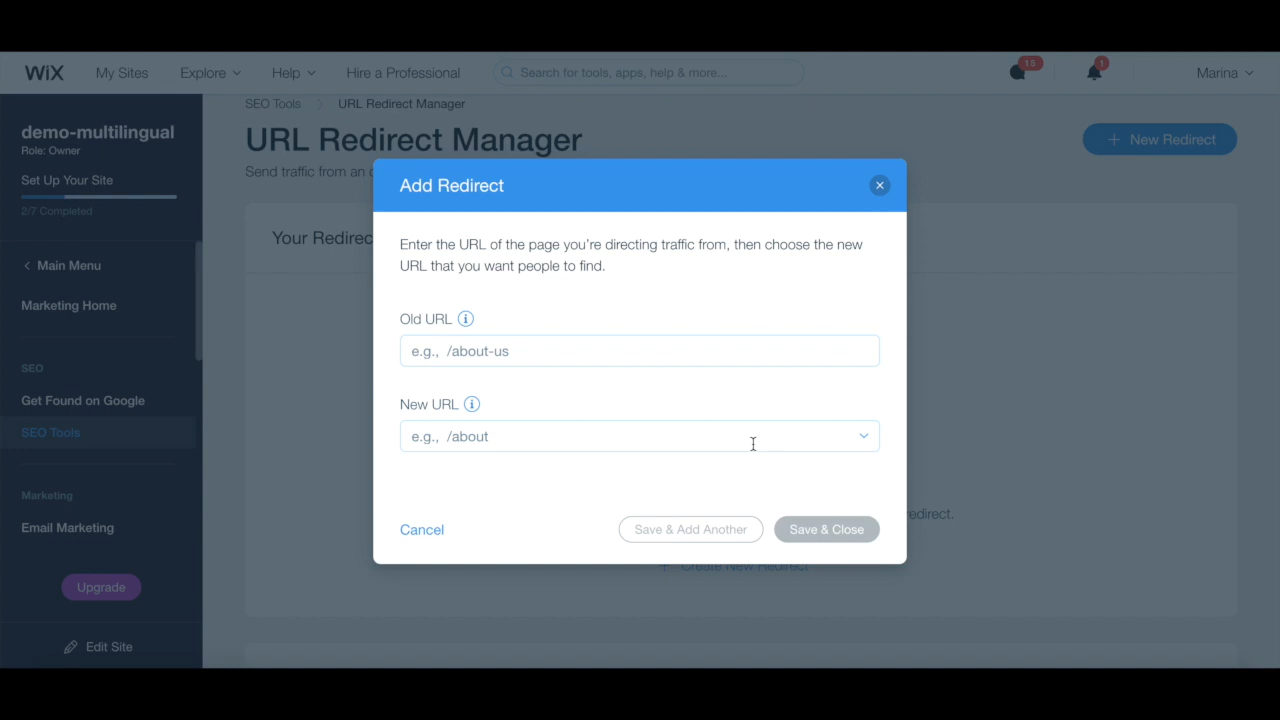 WiX My Sites Explore Help Hire a Professional Search for tools, apps, help & more... 15 1 Marina
demo-multilingual
Role: Owner
Set Up Your Site
2/7 Completed
Main Menu
Marketing Home
SEO
Get Found on Google
SEO Tools
Marketing
Email Marketing
Upgrade
Edit Site
SEO Tools URL Redirect Manager
URL Redirect Manager
+ New Redirect
Send traffic from an
Your
Add Redirect
Enter the URL of the page you're directing traffic from, then choose the new
URL that you want people to find.
Old URL
e.g., /about-us
New URL
e.g., /about
Cancel Save & Add Another Save & Close
+ Create New Redirect